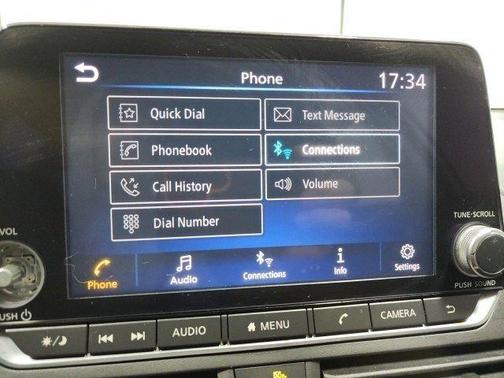 Phone
17:34
Quick Dial
Text Message
Phonebook
Connections
Call History
Volume
Dial Number
Phone
Audio
Connections
Info
Settings
VOL
PUSH
TUNE·SCROLL
PUSH SOUND
AUDIO
MENU
CAMERA